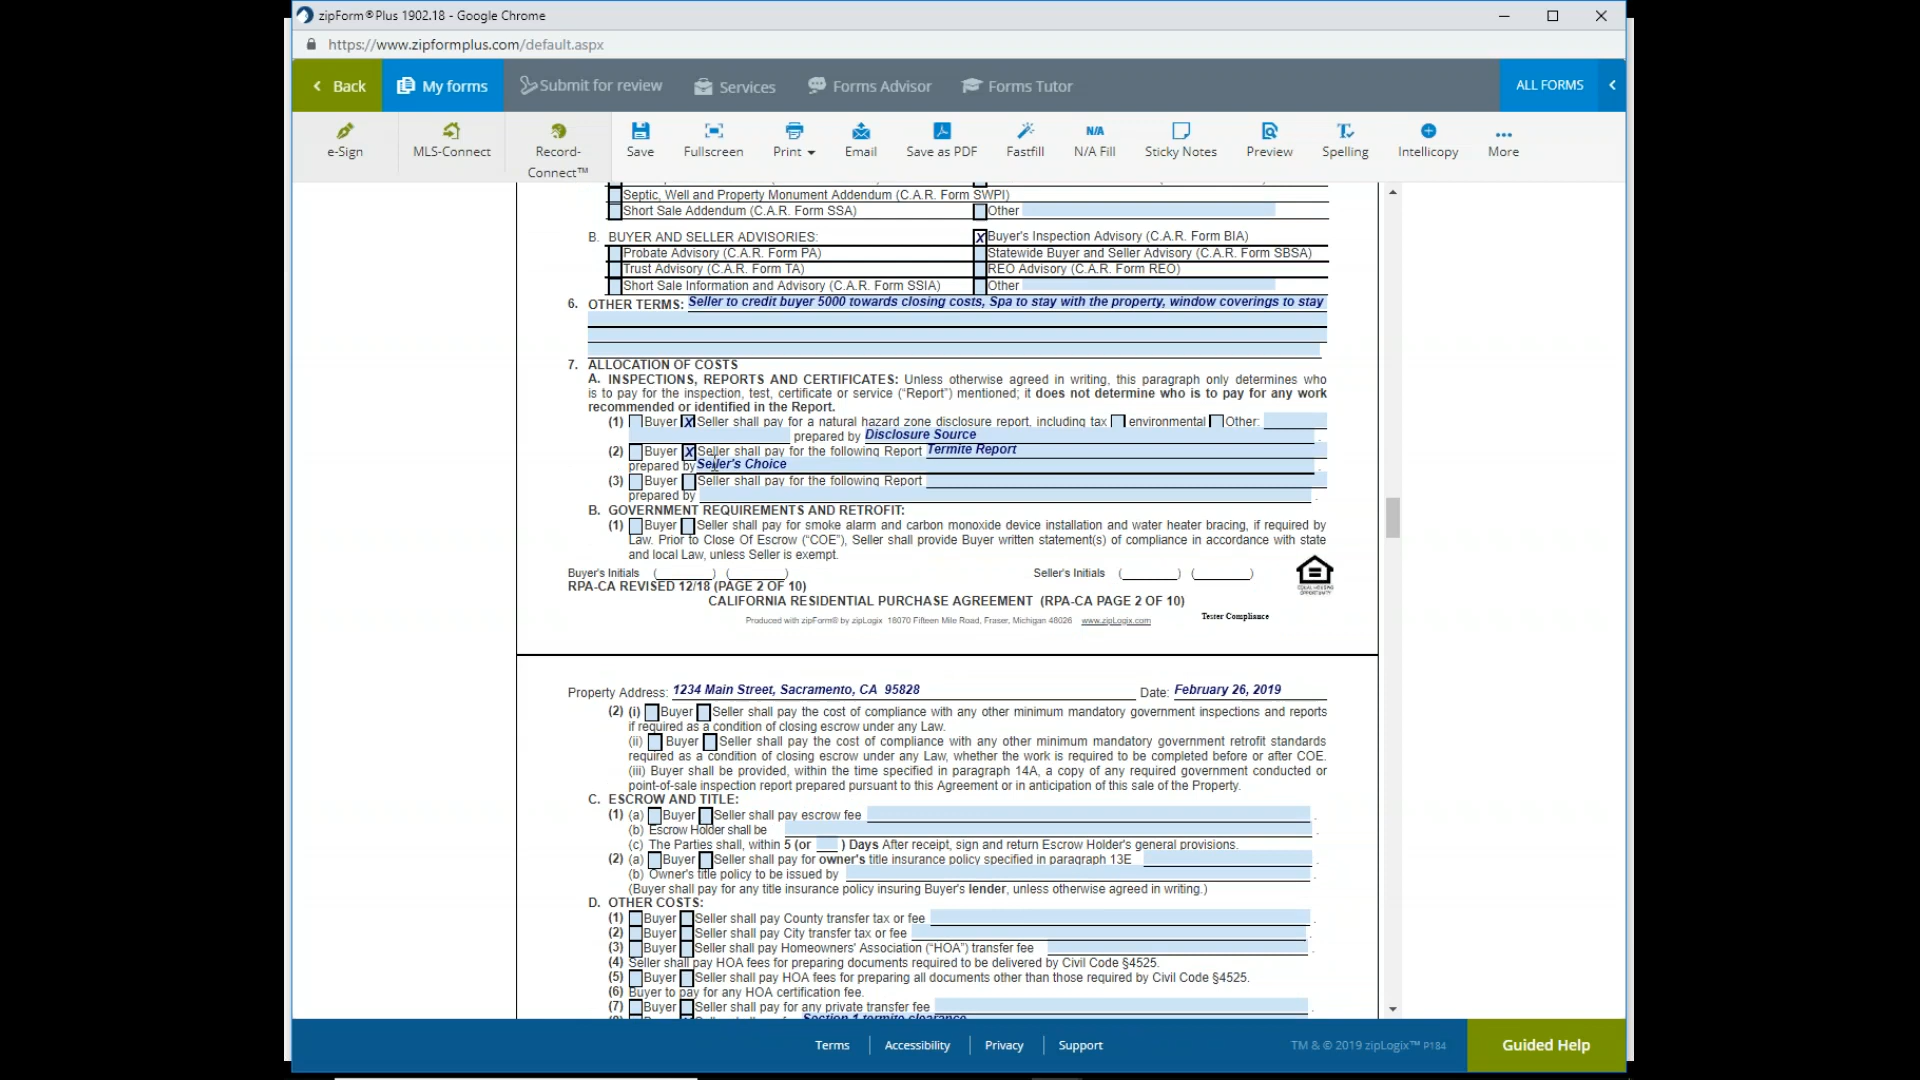 zipForm®Plus 1902.18 - Google Chrome
https://www.zipformplus.com/default.aspx
Back
My forms
Submit for review
Services
Forms Advisor
Forms Tutor
ALL FORMS
e-Sign
MLS-Connect
Record-
Connect™
Save
Fullscreen
Print
Email
Save as PDF
Fastfill
N/A
N/A Fill
Sticky Notes
Preview
Spelling
Intellicopy
More
Septic, Well and Property Monument Addendum (C.A.R. Form SWPI)
Short Sale Addendum (C.A.R. Form SSA) Other
B. BUYER AND SELLER ADVISORIES: X Buyer's Inspection Advisory (C.A.R. Form BIA)
Probate Advisory (C.A.R. Form PA) Statewide Buyer and Seller Advisory (C.A.R. Form SBSA)
Trust Advisory (C.A.R. Form TA) REO Advisory (C.A.R. Form REO)
Short Sale Information and Advisory (C.A.R. Form SSIA) Other
6. OTHER TERMS: Seller to credit buyer 5000 towards closing costs, Spa to stay with the property, window coverings to stay
7. ALLOCATION OF COSTS
A. INSPECTIONS, REPORTS AND CERTIFICATES: Unless otherwise agreed in writing, this paragraph only determines who
is to pay for the inspection, test, certificate or service (“Report”) mentioned; it does not determine who is to pay for any work
recommended or identified in the Report.
(1) Buyer X Seller shall pay for a natural hazard zone disclosure report, including tax environmental Other:
prepared by Disclosure Source .
(2) Buyer X Seller shall pay for the following Report Termite Report
prepared by Seller's Choice .
(3) Buyer Seller shall pay for the following Report
prepared by .
B. GOVERNMENT REQUIREMENTS AND RETROFIT:
(1) Buyer Seller shall pay for smoke alarm and carbon monoxide device installation and water heater bracing, if required by
Law. Prior to Close Of Escrow (“COE”), Seller shall provide Buyer written statement(s) of compliance in accordance with state
and local Law, unless Seller is exempt.
Buyer's Initials ( ) ( ) Seller's Initials ( ) ( )
RPA-CA REVISED 12/18 (PAGE 2 OF 10)
CALIFORNIA RESIDENTIAL PURCHASE AGREEMENT (RPA-CA PAGE 2 OF 10)
Produced with zipForm® by zipLogix 18070 Fifteen Mile Road, Fraser, Michigan 48026 www.zipLogix.com Tester Compliance
Property Address: 1234 Main Street, Sacramento, CA 95828 Date: February 26, 2019
(2) (i) Buyer Seller shall pay the cost of compliance with any other minimum mandatory government inspections and reports
if required as a condition of closing escrow under any Law.
(ii) Buyer Seller shall pay the cost of compliance with any other minimum mandatory government retrofit standards
required as a condition of closing escrow under any Law, whether the work is required to be completed before or after COE.
(iii) Buyer shall be provided, within the time specified in paragraph 14A, a copy of any required government conducted or
point-of-sale inspection report prepared pursuant to this Agreement or in anticipation of this sale of the Property.
C. ESCROW AND TITLE:
(1) (a) Buyer Seller shall pay escrow fee .
(b) Escrow Holder shall be .
(c) The Parties shall, within 5 (or ) Days After receipt, sign and return Escrow Holder's general provisions.
(2) (a) Buyer Seller shall pay for owner's title insurance policy specified in paragraph 13E .
(b) Owner's title policy to be issued by .
(Buyer shall pay for any title insurance policy insuring Buyer's lender, unless otherwise agreed in writing.)
D. OTHER COSTS:
(1) Buyer Seller shall pay County transfer tax or fee .
(2) Buyer Seller shall pay City transfer tax or fee .
(3) Buyer Seller shall pay Homeowners' Association (“HOA”) transfer fee .
(4) Seller shall pay HOA fees for preparing documents required to be delivered by Civil Code §4525.
(5) Buyer Seller shall pay HOA fees for preparing all documents other than those required by Civil Code §4525.
(6) Buyer to pay for any HOA certification fee.
(7) Buyer Seller shall pay for any private transfer fee .
Section 1 termite clearance
Terms
Accessibility
Privacy
Support
TM & © 2019 zipLogix™ P184
Guided Help